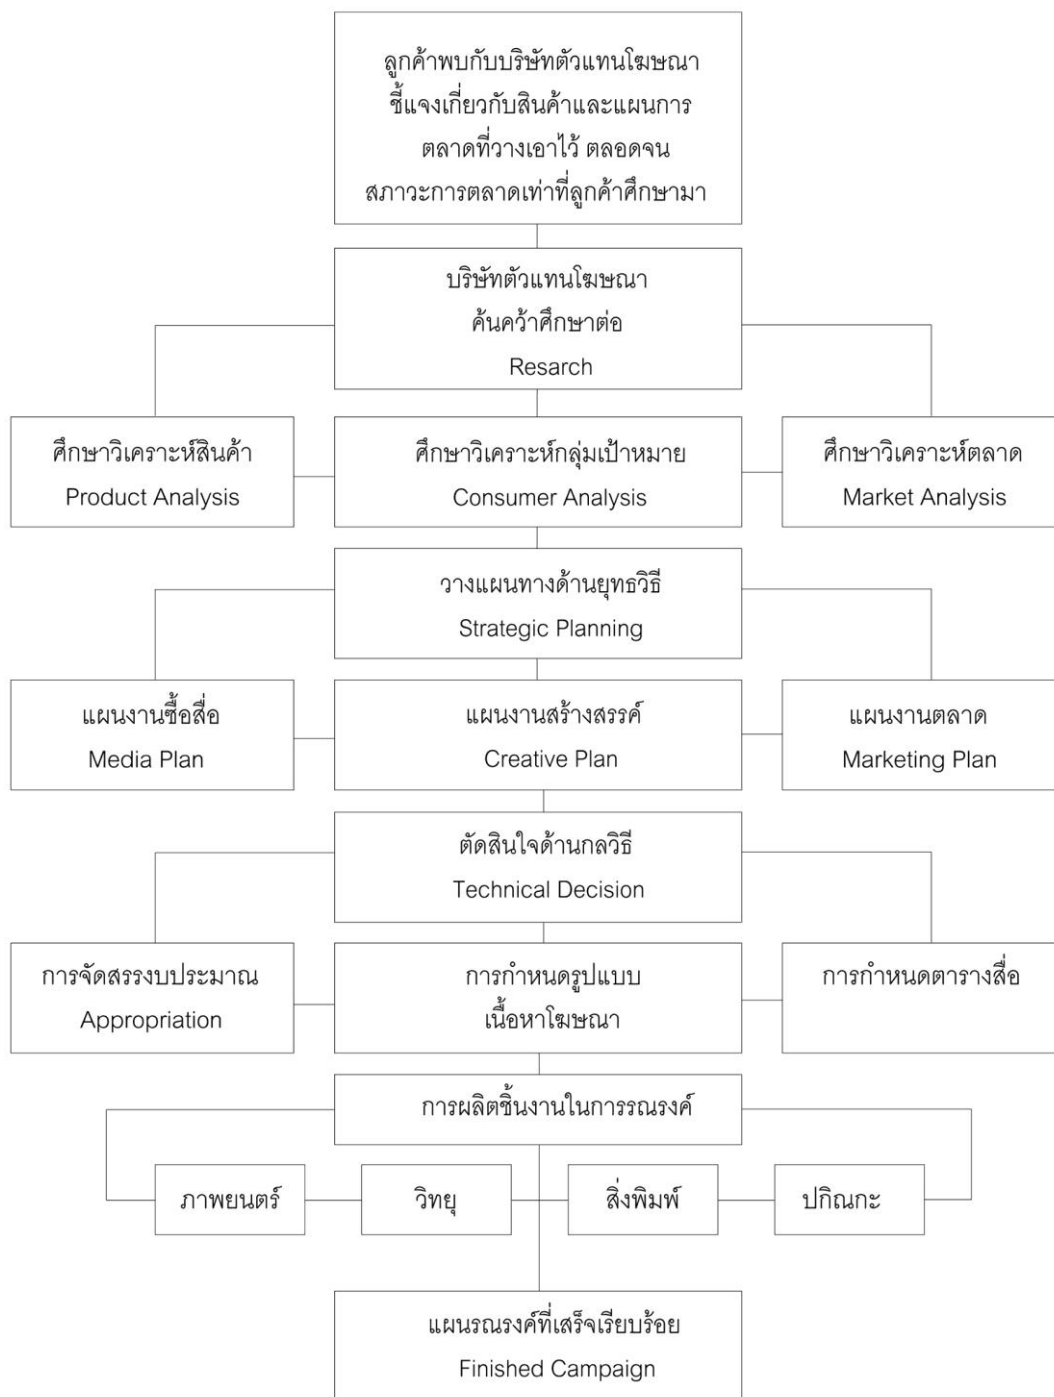 ลูกค้าพบกับบริษัทตัวแทนโฆษณา
ชี้แจงเกี่ยวกับสินค้าและแผนการ
ตลาดที่วางเอาไว้ ตลอดจน
สภาวะการตลาดเท่าที่ลูกค้าศึกษามา
บริษัทตัวแทนโฆษณา
ค้นคว้าศึกษาต่อ
Resarch
ศึกษาวิเคราะห์สินค้า
Product Analysis
ศึกษาวิเคราะห์กลุ่มเป้าหมาย
Consumer Analysis
ศึกษาวิเคราะห์ตลาด
Market Analysis
วางแผนทางด้านยุทธวิธี
Strategic Planning
แผนงานซื้อสื่อ
Media Plan
แผนงานสร้างสรรค์
Creative Plan
แผนงานตลาด
Marketing Plan
ตัดสินใจด้านกลวิธี
Technical Decision
การจัดสรรงบประมาณ
Appropriation
การกำหนดรูปแบบ
เนื้อหาโฆษณา
การกำหนดตารางสื่อ
การผลิตชิ้นงานในการรณรงค์
ภาพยนตร์
วิทยุ
สิ่งพิมพ์
ปกิณกะ
แผนรณรงค์ที่เสร็จเรียบร้อย
Finished Campaign